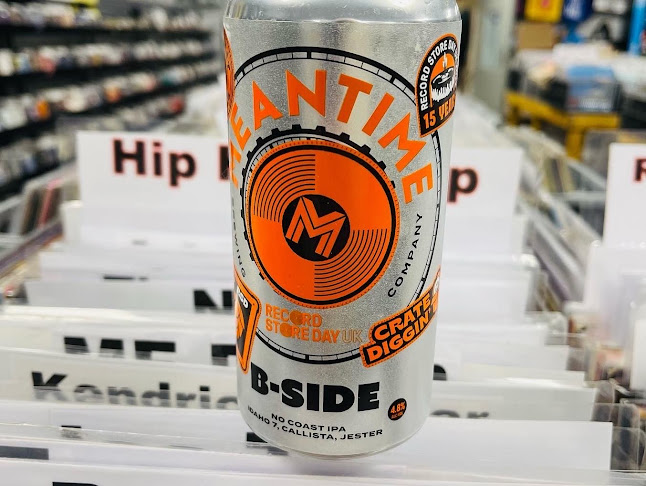 Hip
p
MEANTIME
BREWING
COMPANY
RECORD STORE DAY
15 YEARS
RECORD
STORE DAY UK
CRATE
DIGGIN'
B-SIDE
NO COAST IPA
IDAHO 7, CALLISTA, JESTER
4.8%
MF
Kendric